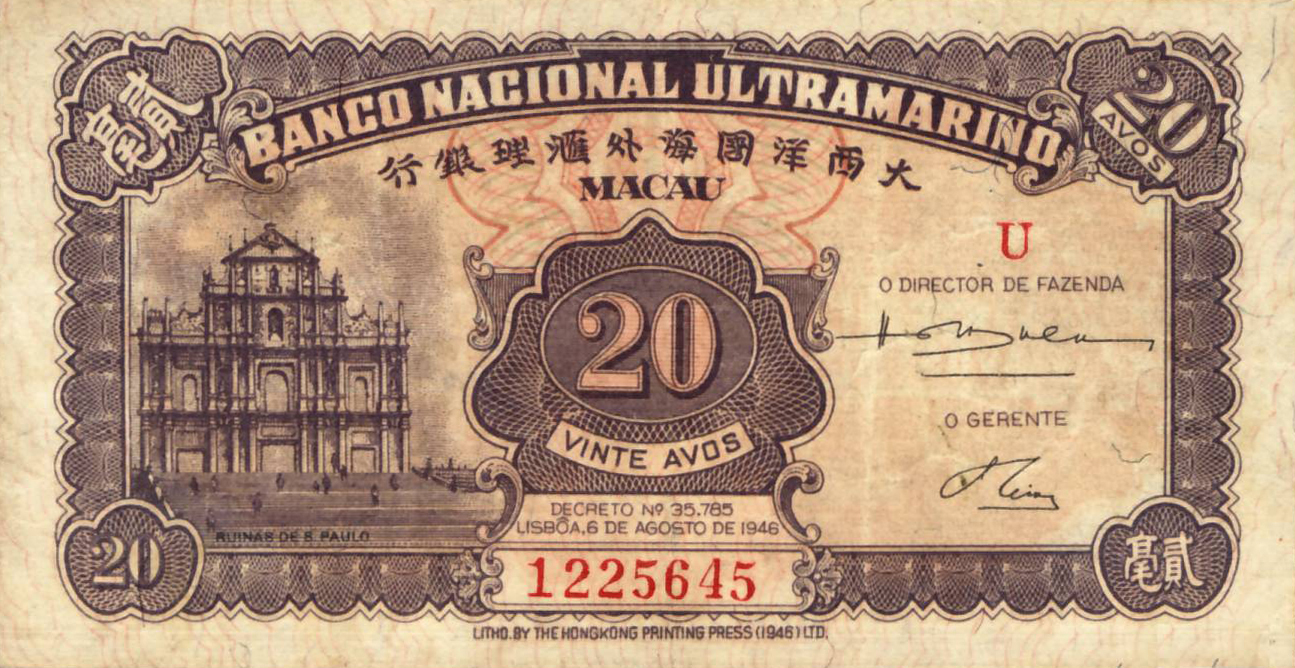 貳毫
BANCO NACIONAL ULTRAMARINO
20
AVOS
大西洋國海外滙理銀行
MACAU
U
O DIRECTOR DE FAZENDA
20
VINTE AVOS
O GERENTE
DECRETO Nº 35.785
LISBÔA, 6 DE AGOSTO DE 1946
RUINAS DE S. PAULO
20
1225645
貳毫
LITHO. BY THE HONGKONG PRINTING PRESS (1946) LTD.